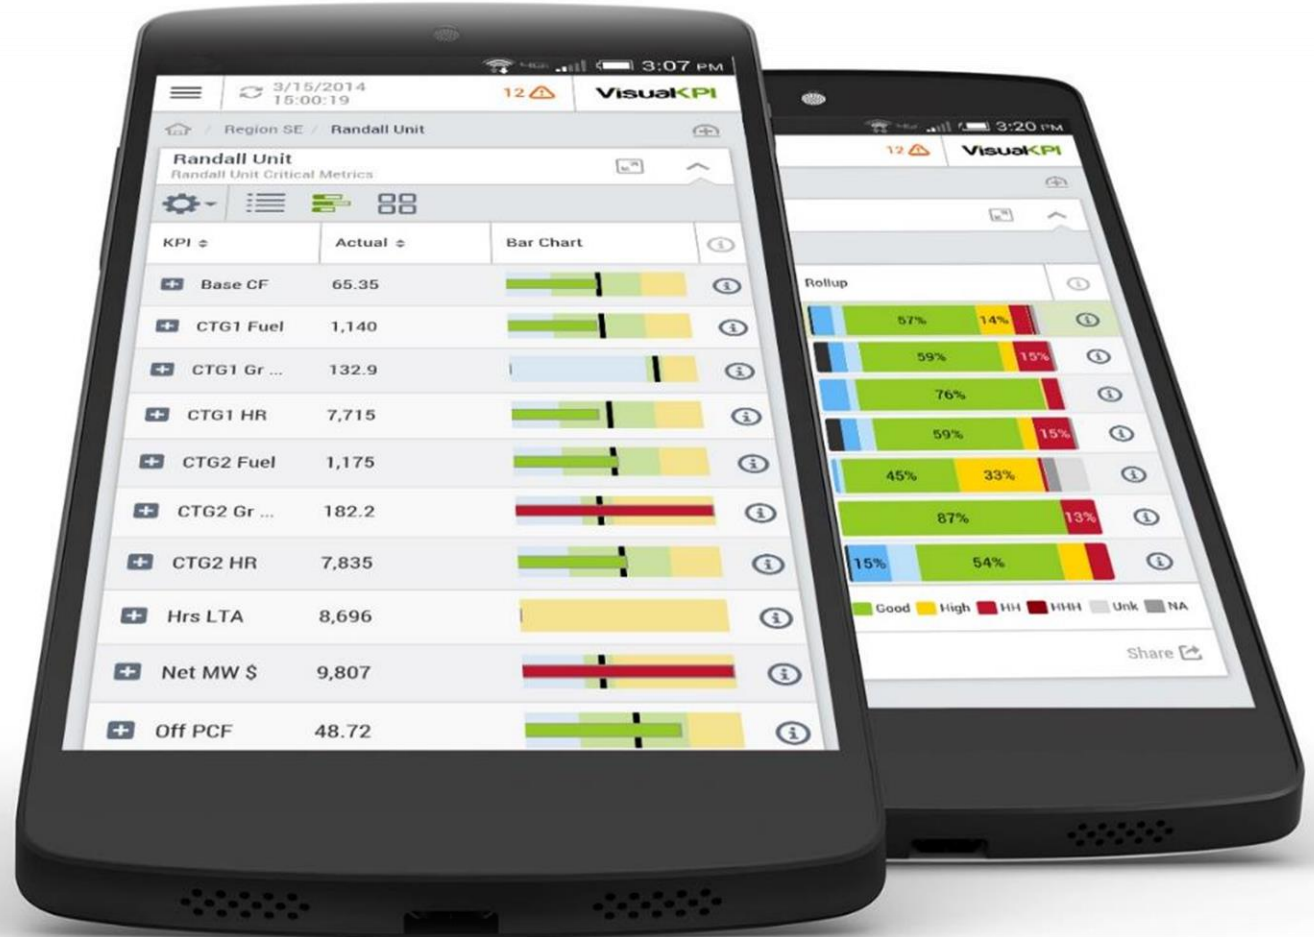 3:07 PM
3/15/2014
15:00:19
12
VisualKPI
Region SE / Randall Unit
Randall Unit
Randall Unit Critical Metrics
KPI Actual Bar Chart
Base CF 65.35
CTG1 Fuel 1,140
CTG1 Gr ... 132.9
CTG1 HR 7,715
CTG2 Fuel 1,175
CTG2 Gr ... 182.2
CTG2 HR 7,835
Hrs LTA 8,696
Net MW $ 9,807
Off PCF 48.72
3:20 PM
12 VisualKPI
Rollup
57% 14%
59% 15%
76%
59% 15%
45% 33%
87% 13%
15% 54%
Good High HH HHH Unk NA
Share